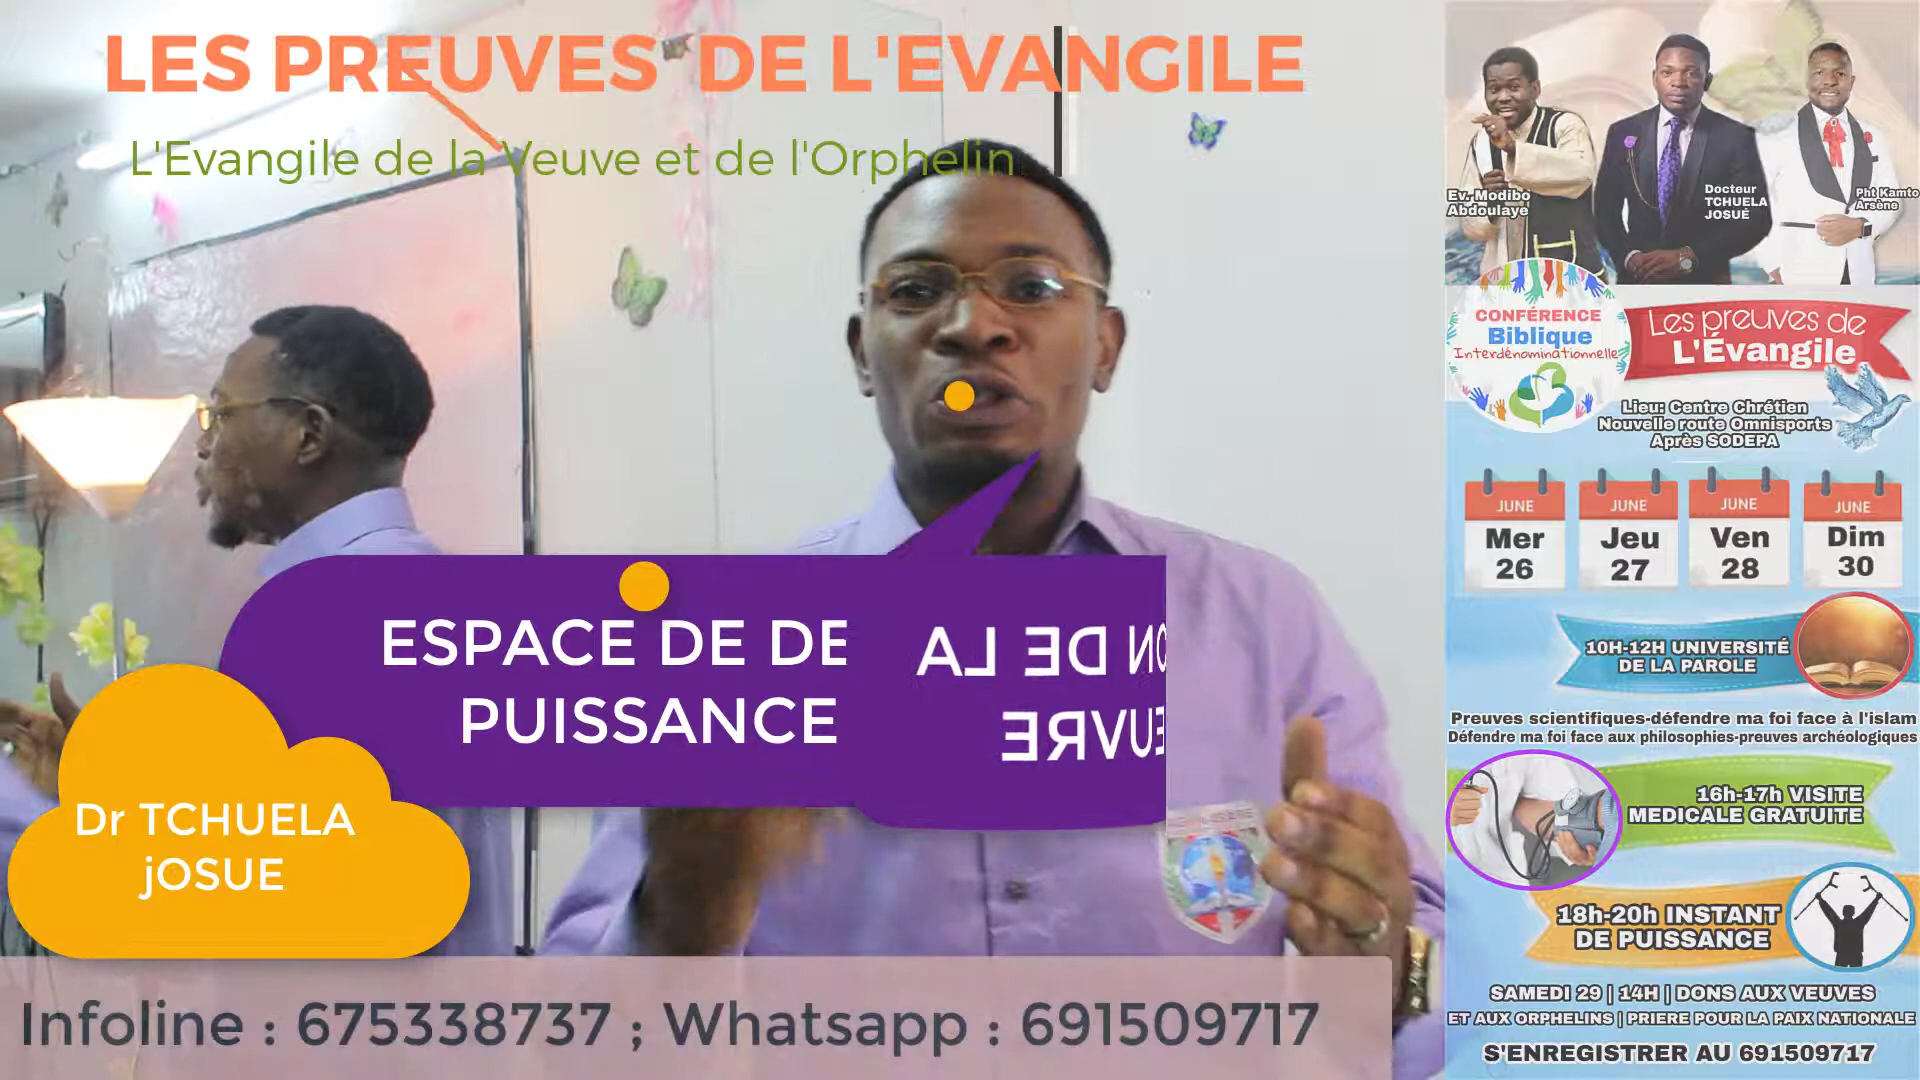 LES PREUVES DE L'EVANGILE
L'Evangile de la Veuve et de l'Orphelin
ESPACE DE DE
PUISSANCE
ON DE LA
EUVRE
Dr TCHUELA
jOSUE
Infoline : 675338737 ; Whatsapp : 691509717
Ev. Modibo
Abdoulaye
Docteur
TCHUELA
JOSUÉ
Pht Kamto
Arsène
CONFÉRENCE
Biblique
Interdénominationnelle
Les preuves de
L'Évangile
Lieu: Centre Chrétien
Nouvelle route Omnisports
Après SODEPA
JUNE
Mer
26
JUNE
Jeu
27
JUNE
Ven
28
JUNE
Dim
30
10H-12H UNIVERSITÉ
DE LA PAROLE
Preuves scientifiques-défendre ma foi face à l'islam
Défendre ma foi face aux philosophies-preuves archéologiques
16h-17h VISITE
MEDICALE GRATUITE
18h-20h INSTANT
DE PUISSANCE
SAMEDI 29 | 14H | DONS AUX VEUVES
ET AUX ORPHELINS | PRIERE POUR LA PAIX NATIONALE
S'ENREGISTRER AU 691509717